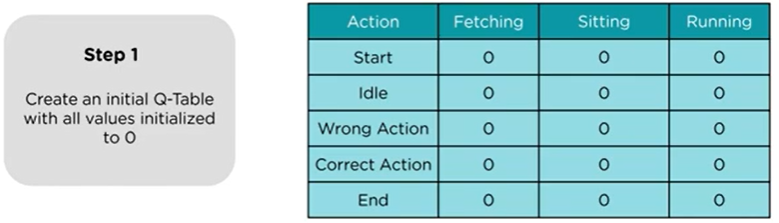 Step 1
Create an initial Q-Table
with all values initialized
to 0
Action Fetching Sitting Running
Start 0 0 0
Idle 0 0 0
Wrong Action 0 0 0
Correct Action 0 0 0
End 0 0 0